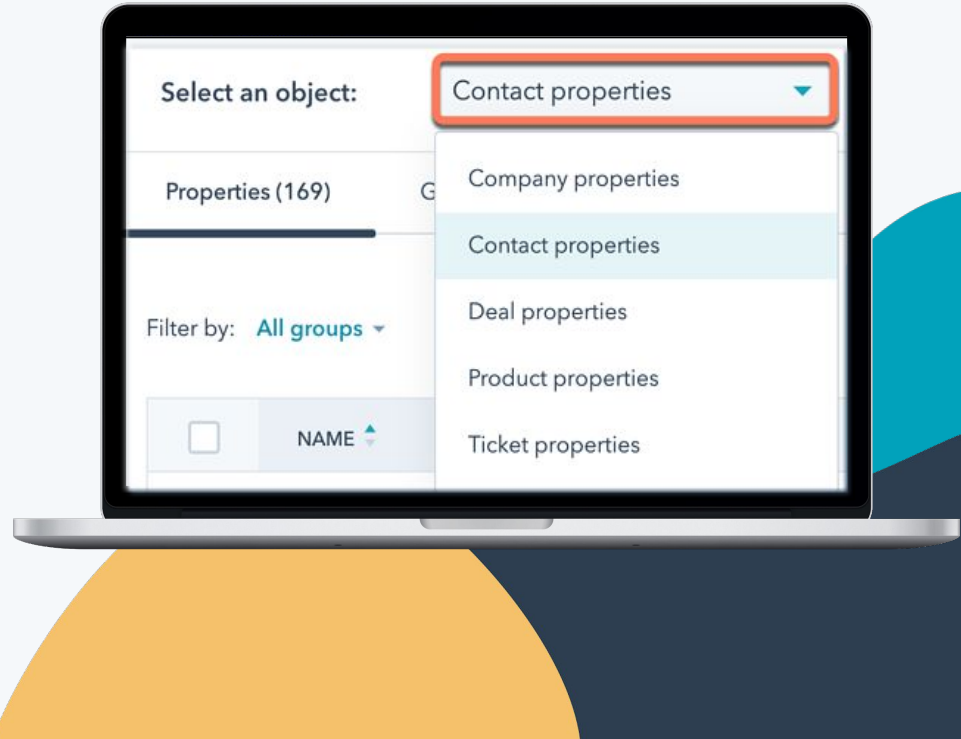 Select an object:
Contact properties
Properties (169)
G
Company properties
Contact properties
Filter by: All groups
Deal properties
Product properties
NAME
Ticket properties